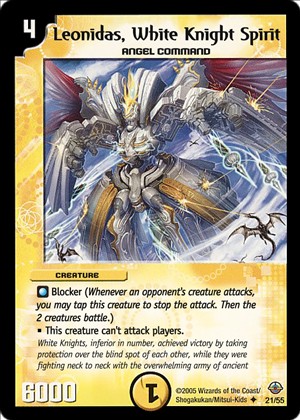 4 Leonidas, White Knight Spirit
ANGEL COMMAND
CREATURE
Blocker (Whenever an opponent's creature attacks,
you may tap this creature to stop the attack. Then the
2 creatures battle.)
▪ This creature can't attack players.
White Knights, inferior in number, achieved victory by taking
protection over the blind spot of each other, while they were
fighting neck to neck with the overwhelming army of ancient
6000
1
©2005 Wizards of the Coast/
Shogakukan/Mitsui-Kids ✦ 21/55